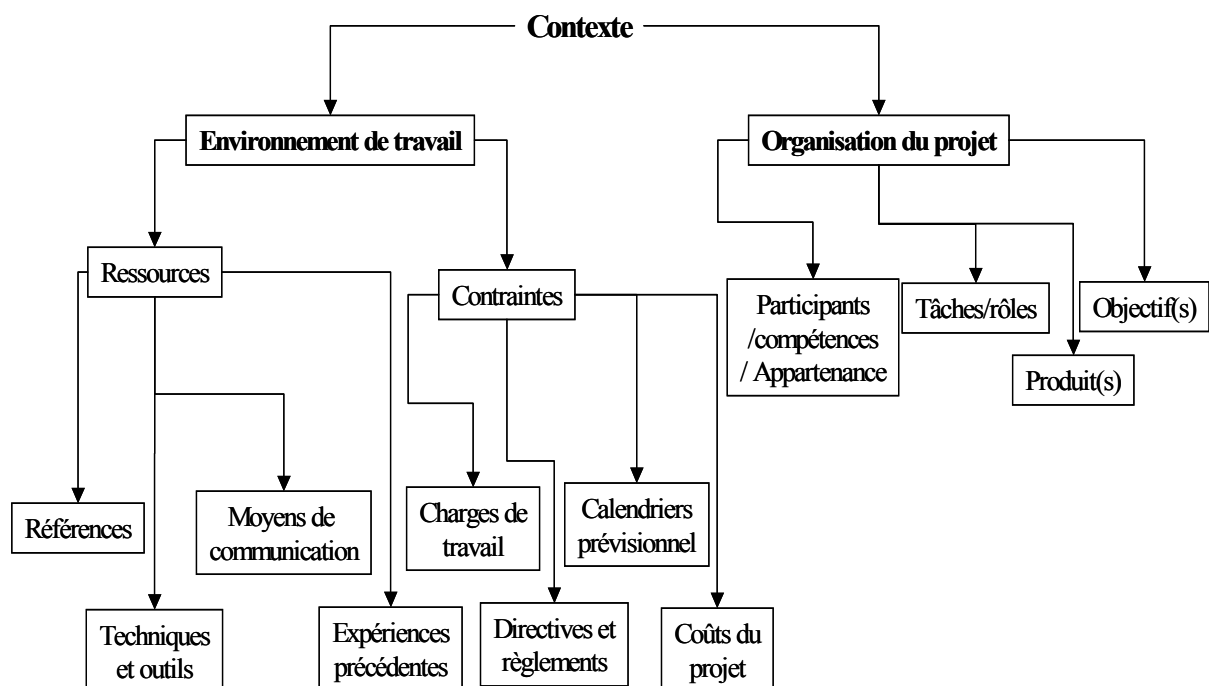 Contexte
Environnement de travail
Organisation du projet
Ressources
Contraintes
Participants
/compétences
/ Appartenance
Tâches/rôles
Objectif(s)
Produit(s)
Références
Moyens de
communication
Charges de
travail
Calendriers
prévisionnel
Techniques
et outils
Expériences
précédentes
Directives et
règlements
Coûts du
projet